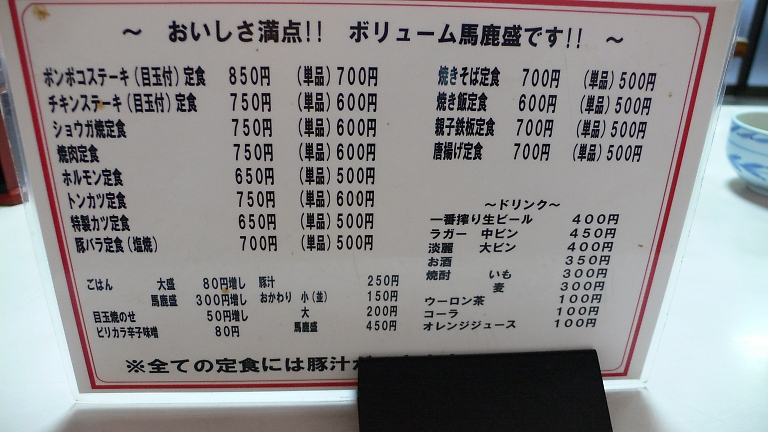 ～ おいしさ満点!! ボリューム馬鹿盛です!! ～
ポンポコステーキ（目玉付）定食 850円 （単品）700円
チキンステーキ（目玉付）定食 750円 （単品）600円
ショウガ焼定食 750円 （単品）600円
焼肉定食 750円 （単品）600円
ホルモン定食 650円 （単品）500円
トンカツ定食 750円 （単品）600円
特製カツ定食 650円 （単品）500円
豚バラ定食（塩焼） 700円 （単品）500円
焼きそば定食 700円 （単品）500円
焼き飯定食 600円 （単品）500円
親子鉄板定食 700円 （単品）500円
唐揚げ定食 700円 （単品）500円
～ドリンク～
一番搾り生ビール 400円
ラガー 中ビン 450円
淡麗 大ビン 400円
お酒 350円
焼酎 いも 300円
麦 300円
ウーロン茶 100円
コーラ 100円
オレンジジュース 100円
ごはん 大盛 80円増し
馬鹿盛 300円増し
目玉焼のせ 50円増し
ピリカラ辛子味噌 80円
豚汁 250円
おかわり 小（並） 150円
大 200円
馬鹿盛 450円
※全ての定食には豚汁が